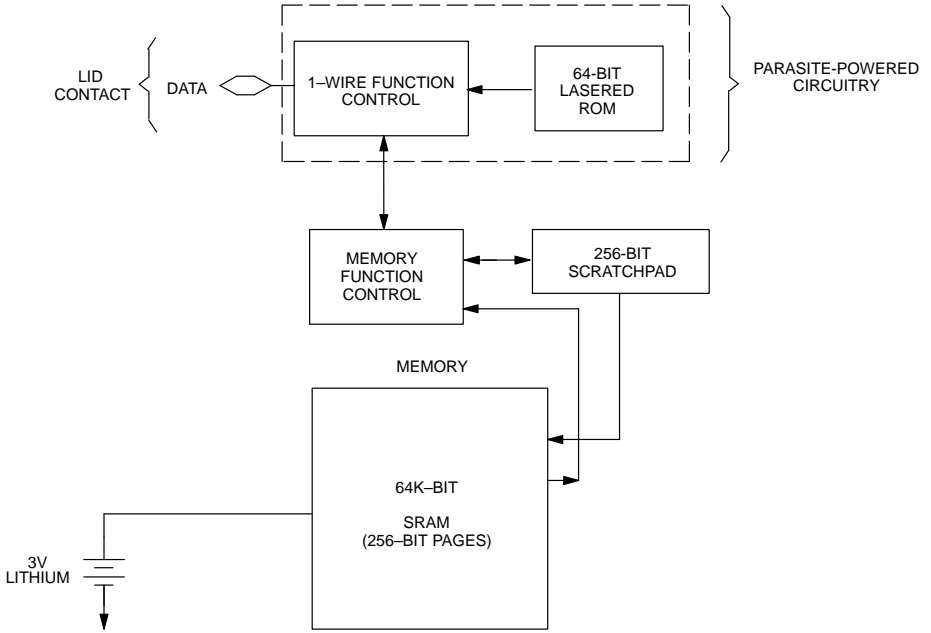 LID
CONTACT
DATA
1–WIRE FUNCTION
CONTROL
64-BIT
LASERED
ROM
PARASITE-POWERED
CIRCUITRY
MEMORY
FUNCTION
CONTROL
256-BIT
SCRATCHPAD
MEMORY
64K–BIT
SRAM
(256–BIT PAGES)
3V
LITHIUM